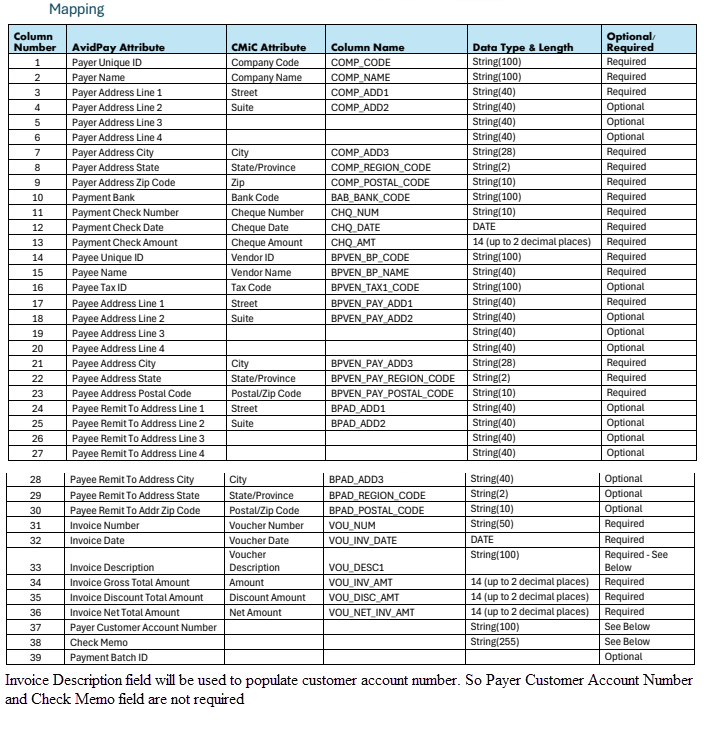 Mapping
Column Number AvidPay Attribute CMiC Attribute Column Name Data Type & Length Optional/ Required
1 Payer Unique ID Company Code COMP_CODE String(100) Required
2 Payer Name Company Name COMP_NAME String(100) Required
3 Payer Address Line 1 Street COMP_ADD1 String(40) Required
4 Payer Address Line 2 Suite COMP_ADD2 String(40) Optional
5 Payer Address Line 3 String(40) Optional
6 Payer Address Line 4 String(40) Optional
7 Payer Address City City COMP_ADD3 String(28) Required
8 Payer Address State State/Province COMP_REGION_CODE String(2) Required
9 Payer Address Zip Code Zip COMP_POSTAL_CODE String(10) Required
10 Payment Bank Bank Code BAB_BANK_CODE String(100) Required
11 Payment Check Number Cheque Number CHQ_NUM String(10) Required
12 Payment Check Date Cheque Date CHQ_DATE DATE Required
13 Payment Check Amount Cheque Amount CHQ_AMT 14 (up to 2 decimal places) Required
14 Payee Unique ID Vendor ID BPVEN_BP_CODE String(100) Required
15 Payee Name Vendor Name BPVEN_BP_NAME String(40) Required
16 Payee Tax ID Tax Code BPVEN_TAX1_CODE String(100) Optional
17 Payee Address Line 1 Street BPVEN_PAY_ADD1 String(40) Required
18 Payee Address Line 2 Suite BPVEN_PAY_ADD2 String(40) Optional
19 Payee Address Line 3 String(40) Optional
20 Payee Address Line 4 String(40) Optional
21 Payee Address City City BPVEN_PAY_ADD3 String(28) Required
22 Payee Address State State/Province BPVEN_PAY_REGION_CODE String(2) Required
23 Payee Address Postal Code Postal/Zip Code BPVEN_PAY_POSTAL_CODE String(10) Required
24 Payee Remit To Address Line 1 Street BPAD_ADD1 String(40) Optional
25 Payee Remit To Address Line 2 Suite BPAD_ADD2 String(40) Optional
26 Payee Remit To Address Line 3 String(40) Optional
27 Payee Remit To Address Line 4 String(40) Optional
28 Payee Remit To Address City City BPAD_ADD3 String(40) Optional
29 Payee Remit To Address State State/Province BPAD_REGION_CODE String(2) Optional
30 Payee Remit To Addr Zip Code Postal/Zip Code BPAD_POSTAL_CODE String(10) Optional
31 Invoice Number Voucher Number VOU_NUM String(50) Required
32 Invoice Date Voucher Date VOU_INV_DATE DATE Required
33 Invoice Description Voucher Description VOU_DESC1 String(100) Required - See Below
34 Invoice Gross Total Amount Amount VOU_INV_AMT 14 (up to 2 decimal places) Required
35 Invoice Discount Total Amount Discount Amount VOU_DISC_AMT 14 (up to 2 decimal places) Required
36 Invoice Net Total Amount Net Amount VOU_NET_INV_AMT 14 (up to 2 decimal places) Required
37 Payer Customer Account Number String(100) See Below
38 Check Memo String(255) See Below
39 Payment Batch ID Optional
Invoice Description field will be used to populate customer account number. So Payer Customer Account Number
and Check Memo field are not required